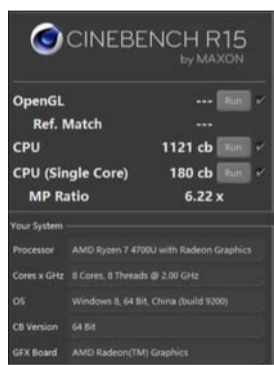 CINEBENCH R15
by MAXON
OpenGL --- Run
Ref. Match ---
CPU 1121 cb Run
CPU (Single Core) 180 cb Run
MP Ratio 6.22 x
Your System
Processor AMD Ryzen 7 4700U with Radeon Graphics
Cores x GHz 8 Cores, 8 Threads @ 2.00 GHz
OS Windows 8, 64 Bit, China (build 9200)
CB Version 64 Bit
GFX Board AMD Radeon(TM) Graphics